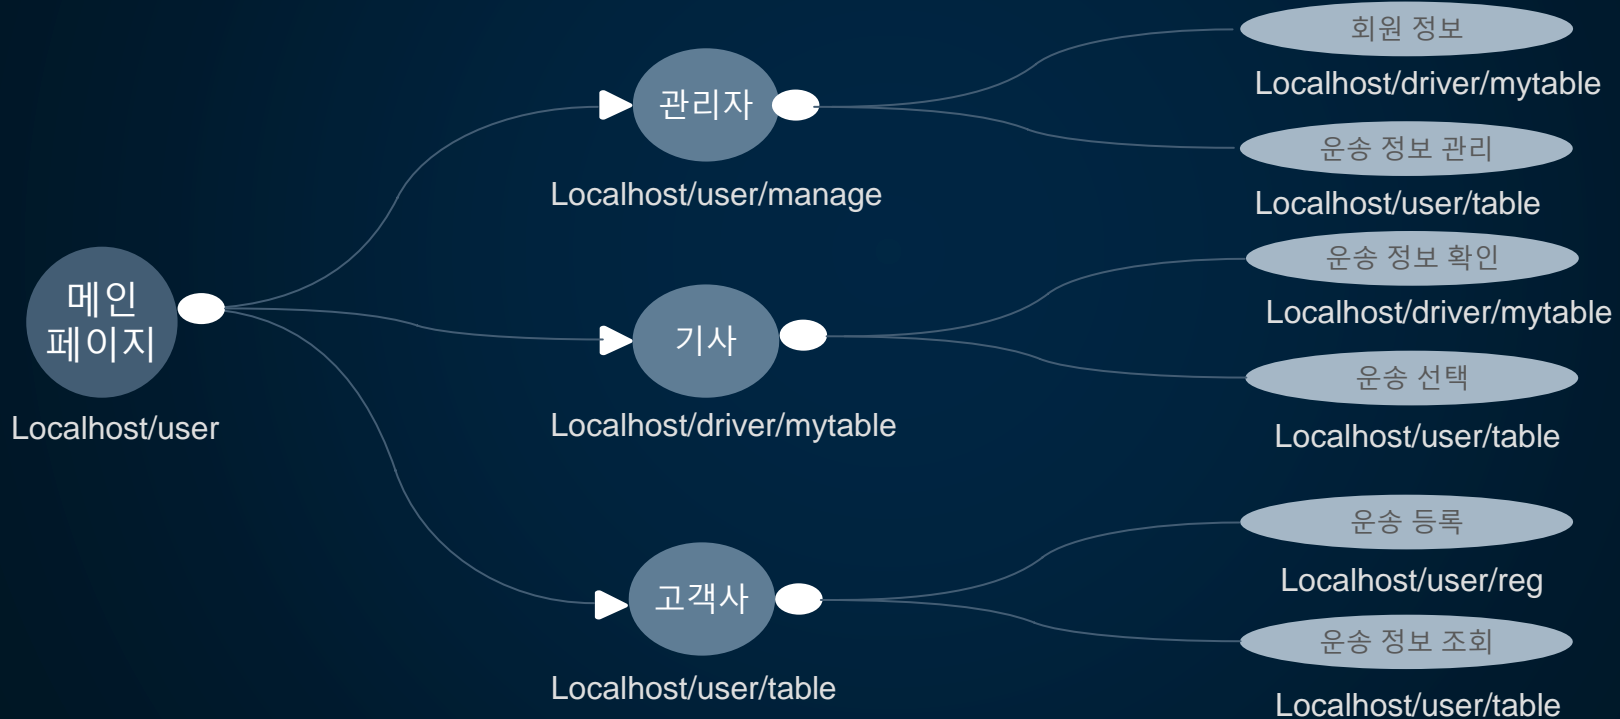 메인
페이지
Localhost/user
관리자
Localhost/user/manage
회원 정보
Localhost/driver/mytable
운송 정보 관리
Localhost/user/table
기사
Localhost/driver/mytable
운송 정보 확인
Localhost/driver/mytable
운송 선택
Localhost/user/table
고객사
Localhost/user/table
운송 등록
Localhost/user/reg
운송 정보 조회
Localhost/user/table